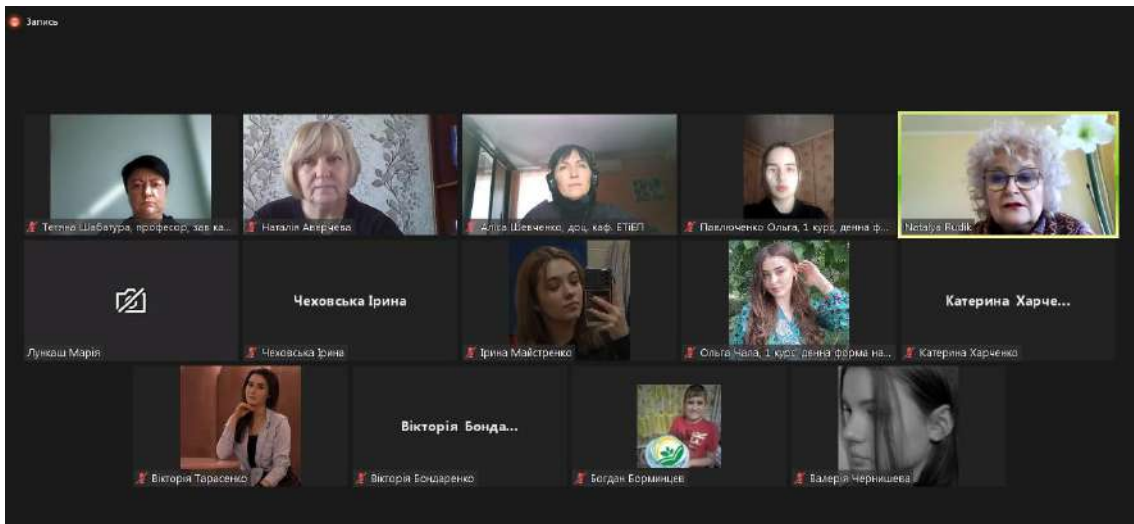 Запись
Тетяна Шабатура, професор, зав ка...
Наталія Аверчева
Аліса Шевченко, доц. каф. ЕТіЕП
Павлюченко Ольга, 1 курс, денна ф...
Natalya Rudik
Лункаш Марія
Чеховська Ірина
Чеховська Ірина
Ірина Майстренко
Ольга Чала, 1 курс, денна форма на...
Катерина Харче...
Катерина Харченко
Вікторія Тарасенко
Вікторія Бонда...
Вікторія Бондаренко
Богдан Борминцев
Валерія Чернишева